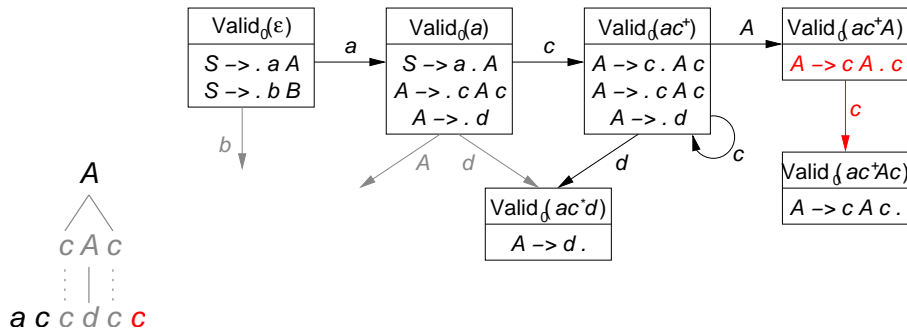 Valid₀(ε)
S −> . a A
S −> . b B
a
b
Valid₀(a)
S −> a . A
A −> . c A c
A −> . d
c
A
d
Valid₀(ac⁺)
A −> c . A c
A −> . c A c
A −> . d
c
d
A
Valid₀(ac*d)
A −> d .
Valid₀(ac⁺A)
A −> c A . c
c
Valid₀(ac⁺Ac)
A −> c A c .
A
c A c
a c c d c c